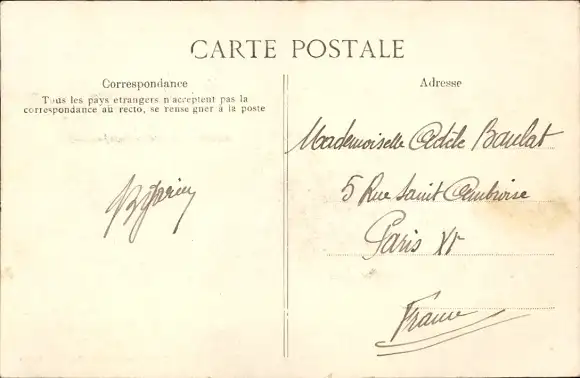 CARTE POSTALE
Correspondance
Tous les pays etrangers n'acceptent pas la
correspondance au recto, se renseigner à la poste
Adresse
Mademoiselle Adèle Baulat
5 Rue Saint Ambroise
Paris XI
France